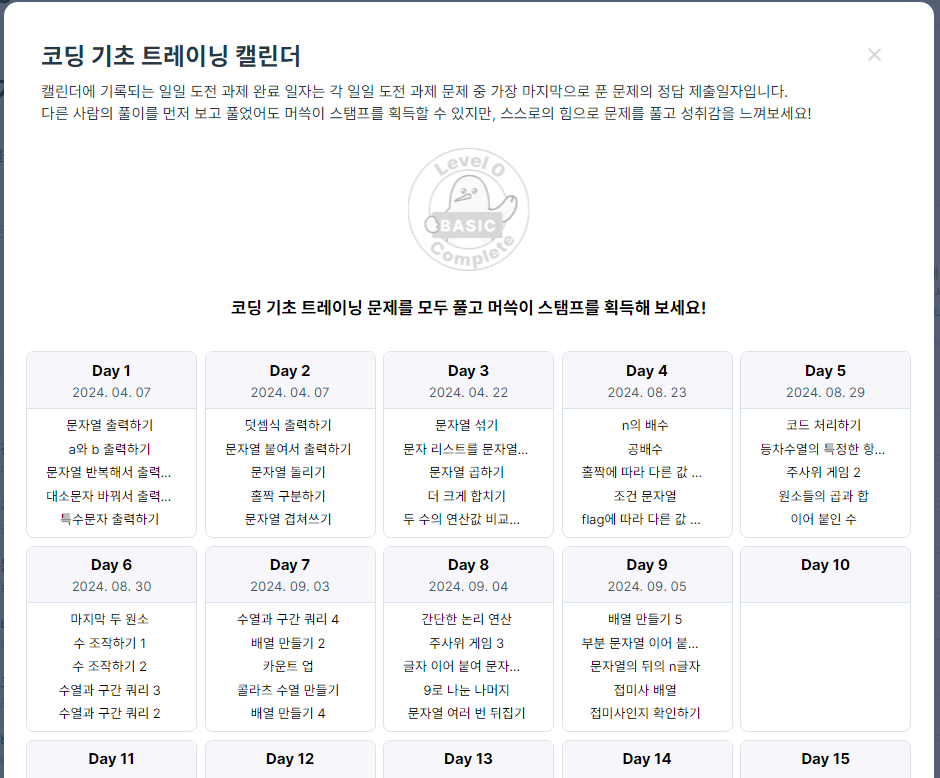 코딩 기초 트레이닝 캘린더
캘린더에 기록되는 일일 도전 과제 완료 일자는 각 일일 도전 과제 문제 중 가장 마지막으로 푼 문제의 정답 제출일자입니다.
다른 사람의 풀이를 먼저 보고 풀었어도 머쓱이 스탬프를 획득할 수 있지만, 스스로의 힘으로 문제를 풀고 성취감을 느껴보세요!
Level 0
BASIC
Complete
코딩 기초 트레이닝 문제를 모두 풀고 머쓱이 스탬프를 획득해 보세요!
Day 1
2024. 04. 07
문자열 출력하기
a와 b 출력하기
문자열 반복해서 출력...
대소문자 바꿔서 출력...
특수문자 출력하기
Day 2
2024. 04. 07
덧셈식 출력하기
문자열 붙여서 출력하기
문자열 돌리기
홀짝 구분하기
문자열 겹쳐쓰기
Day 3
2024. 04. 22
문자열 섞기
문자 리스트를 문자열...
문자열 곱하기
더 크게 합치기
두 수의 연산값 비교...
Day 4
2024. 08. 23
n의 배수
공배수
홀짝에 따라 다른 값 ...
조건 문자열
flag에 따라 다른 값 ...
Day 5
2024. 08. 29
코드 처리하기
등차수열의 특정한 항...
주사위 게임 2
원소들의 곱과 합
이어 붙인 수
Day 6
2024. 08. 30
마지막 두 원소
수 조작하기 1
수 조작하기 2
수열과 구간 쿼리 3
수열과 구간 쿼리 2
Day 7
2024. 09. 03
수열과 구간 쿼리 4
배열 만들기 2
카운트 업
콜라츠 수열 만들기
배열 만들기 4
Day 8
2024. 09. 04
간단한 논리 연산
주사위 게임 3
글자 이어 붙여 문자...
9로 나눈 나머지
문자열 여러 번 뒤집기
Day 9
2024. 09. 05
배열 만들기 5
부분 문자열 이어 붙...
문자열의 뒤의 n글자
접미사 배열
접미사인지 확인하기
Day 10
Day 11
Day 12
Day 13
Day 14
Day 15